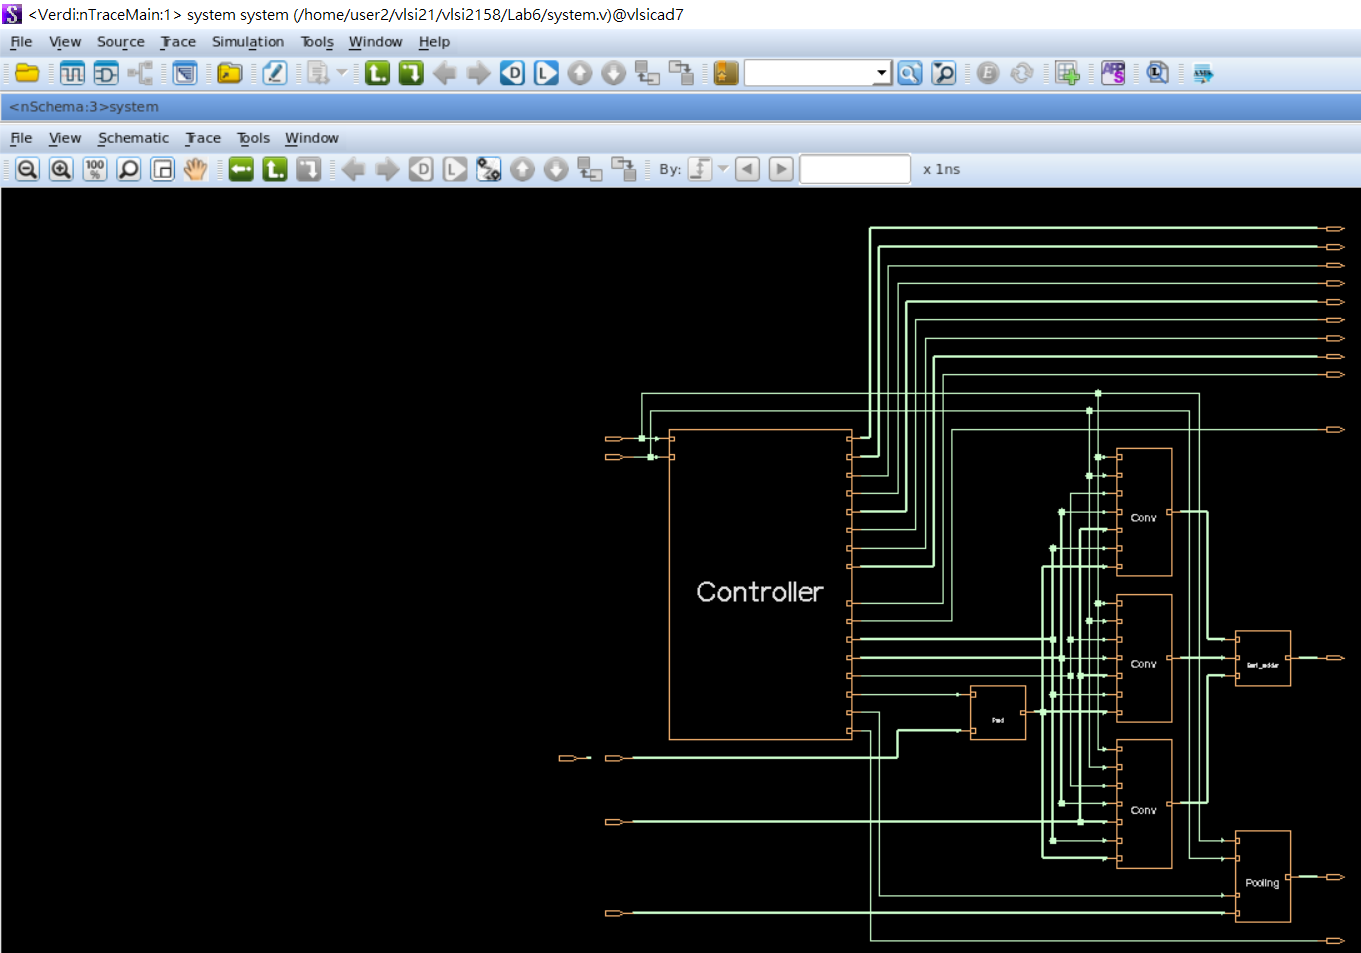 <Verdi:nTraceMain:1> system system (/home/user2/vlsi21/vlsi2158/Lab6/system.v)@vlsicad7
File View Source Trace Simulation Tools Window Help
<nSchema:3>system
File View Schematic Trace Tools Window
By: x 1ns
Controller
Conv
Conv
Pad
Conv
Pooling